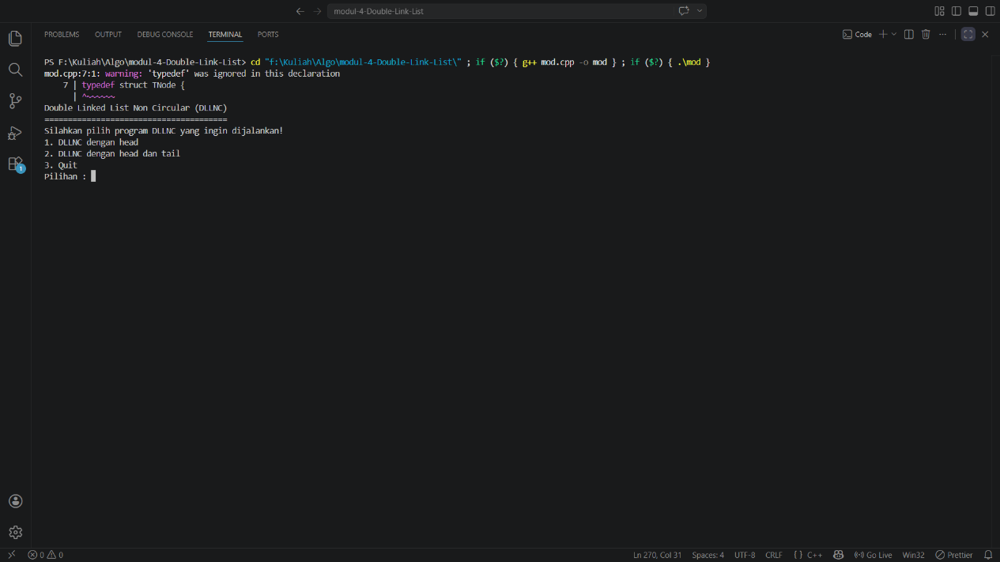 modul-4-Double-Link-List
PROBLEMS OUTPUT DEBUG CONSOLE TERMINAL PORTS
Code
PS F:\Kuliah\Algo\modul-4-Double-Link-List> cd "f:\Kuliah\Algo\modul-4-Double-Link-List\" ; if ($?) { g++ mod.cpp -o mod } ; if ($?) { .\mod }
mod.cpp:7:1: warning: 'typedef' was ignored in this declaration
7 | typedef struct TNode {
| ^~~~~~~
Double Linked List Non Circular (DLLNC)
=======================================
Silahkan pilih program DLLNC yang ingin dijalankan!
1. DLLNC dengan head
2. DLLNC dengan head dan tail
3. Quit
Pilihan :
1
0 0
Ln 270, Col 31 Spaces: 4 UTF-8 CRLF {} C++ Go Live Win32 Prettier